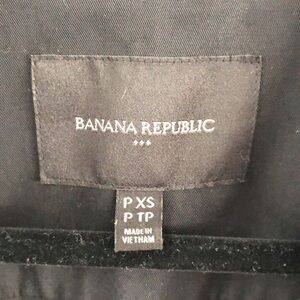 BANANA REPUBLIC
P XS
P TP
MADE IN
VIETNAM